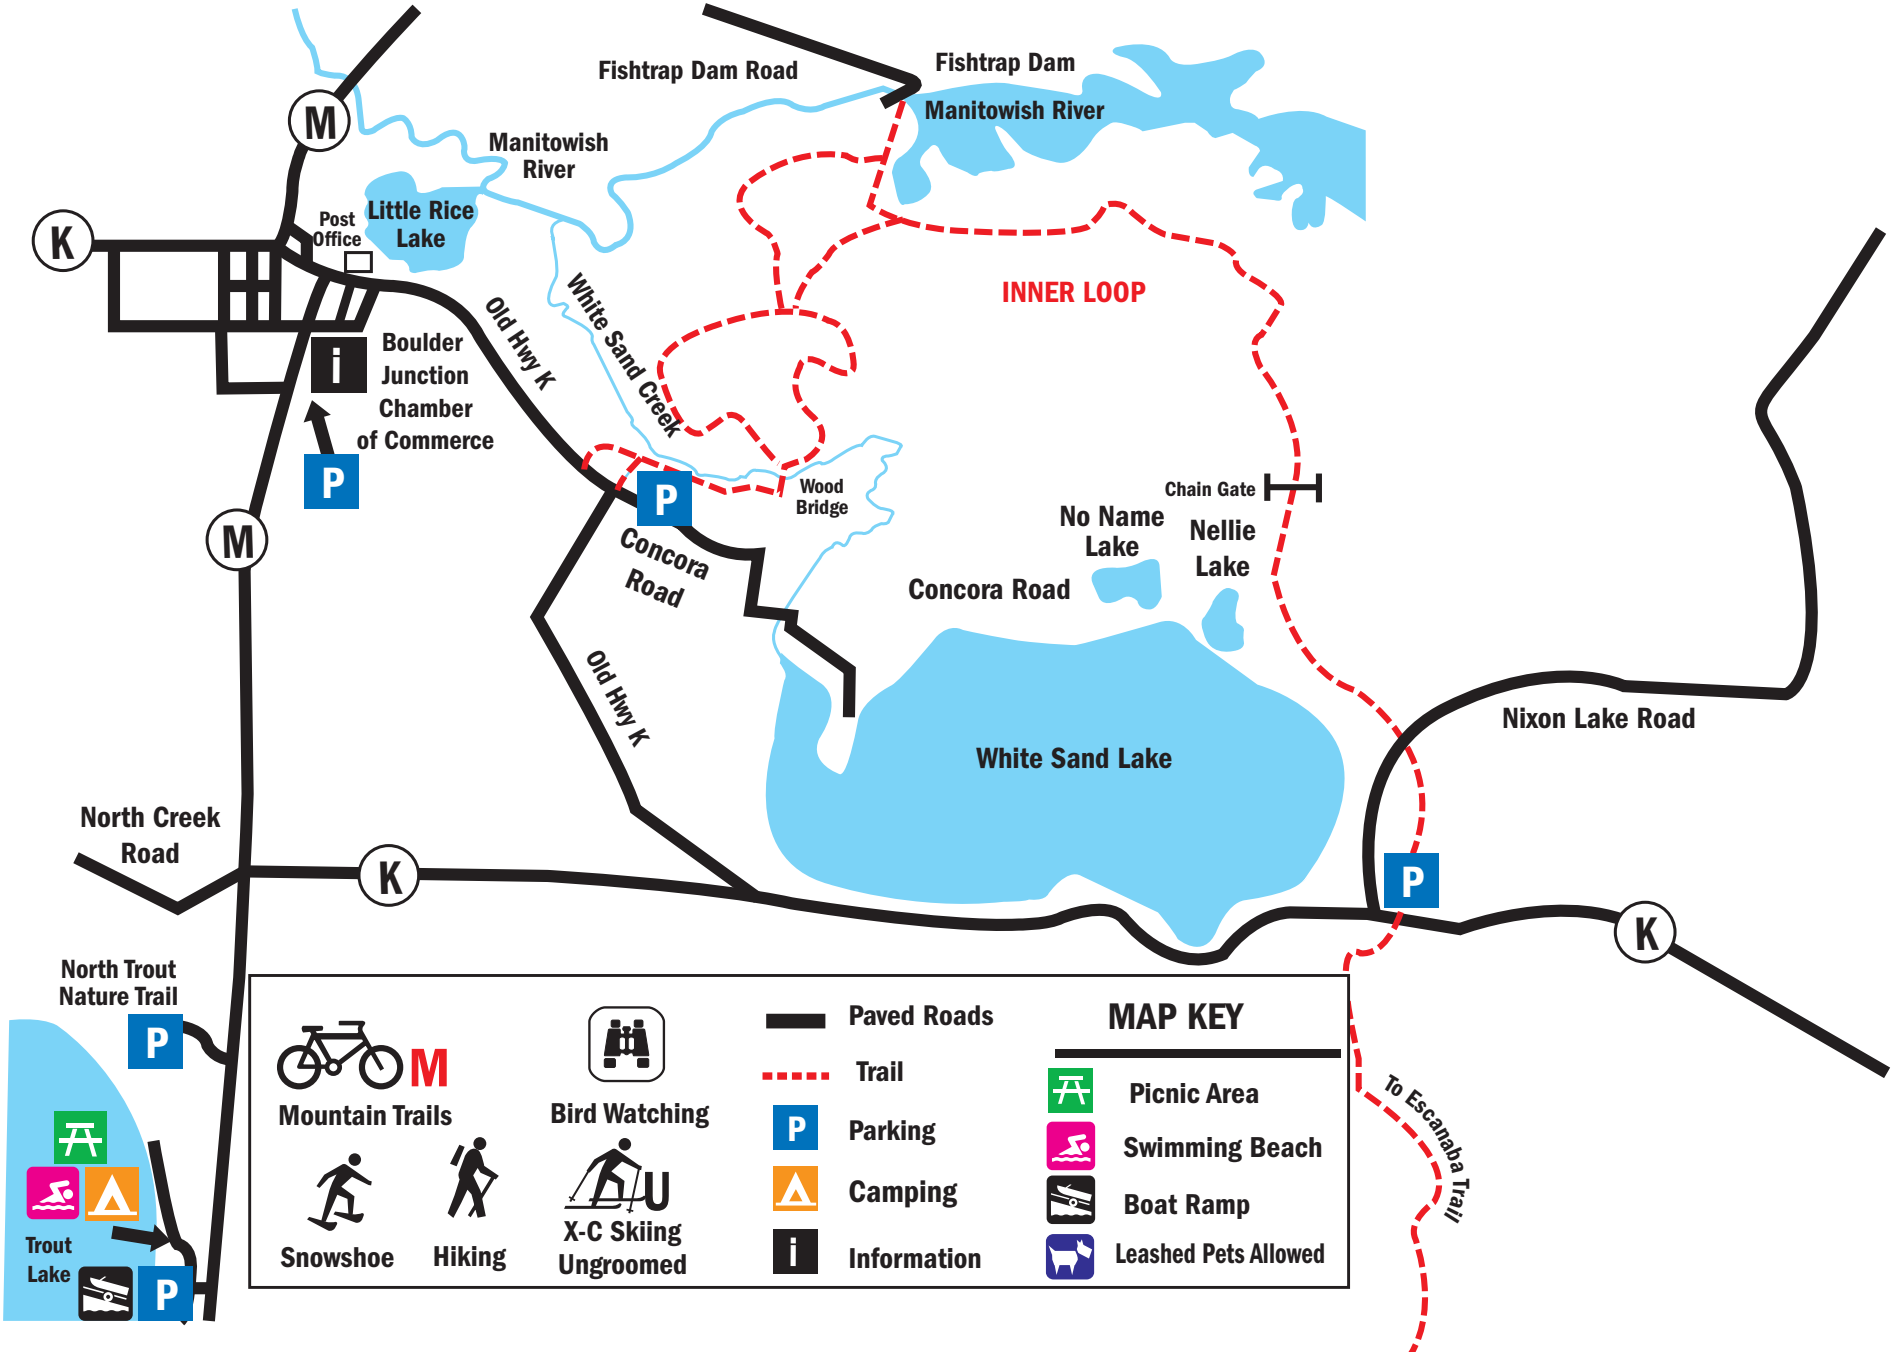 Fishtrap Dam Road
Fishtrap Dam
Manitowish River
M
Manitowish
River
K
Post
Office
Little Rice
Lake
White Sand Creek
Old Hwy K
INNER LOOP
i
Boulder
Junction
Chamber
of Commerce
P
P
Wood
Bridge
Chain Gate
M
No Name
Lake
Nellie
Lake
Concora
Road
Concora Road
Old Hwy K
White Sand Lake
Nixon Lake Road
North Creek
Road
K
P
K
North Trout
Nature Trail
P
Trout
Lake
P
To Escanaba Trail
M
Mountain Trails
Bird Watching
Snowshoe
Hiking
U
X-C Skiing
Ungroomed
Paved Roads
Trail
P
Parking
Camping
i
Information
MAP KEY
Picnic Area
Swimming Beach
Boat Ramp
Leashed Pets Allowed